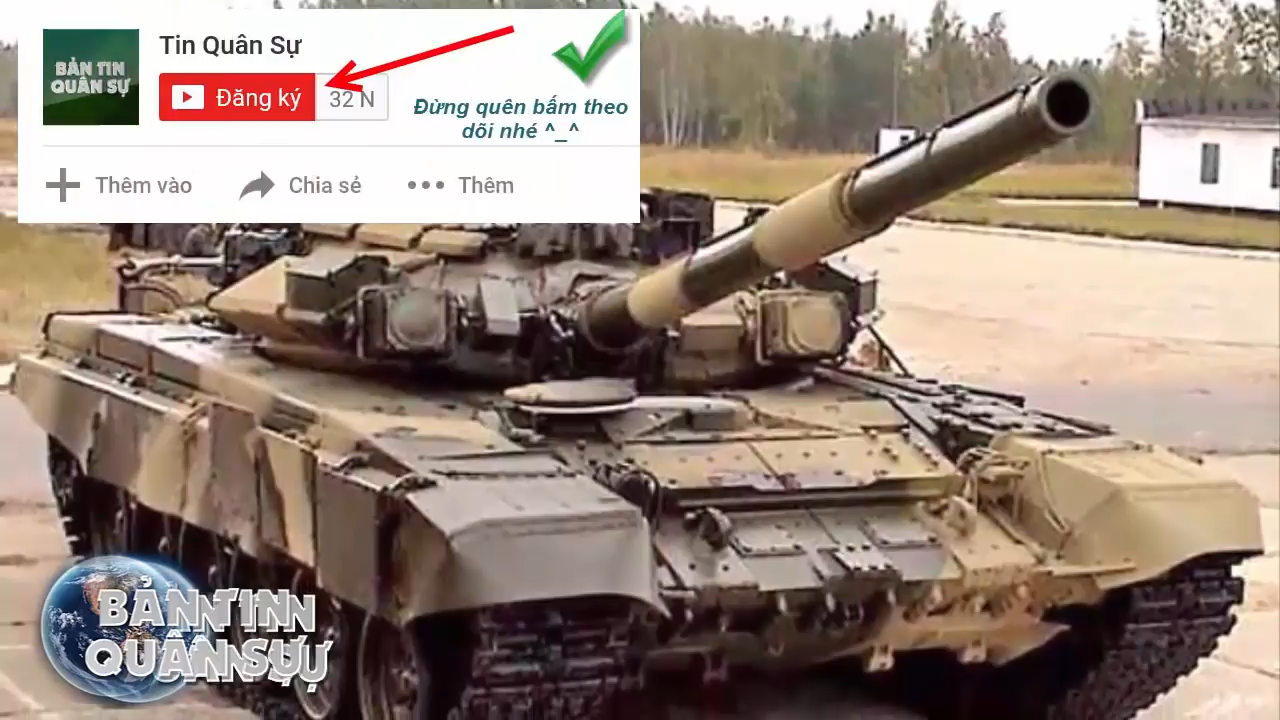 Tin Quân Sự
BẢN TIN
QUÂN SỰ
Đăng ký
32 N
Đừng quên bấm theo
dõi nhé ^_^
Thêm vào
Chia sẻ
Thêm
BẢN TIN
QUÂN SỰ